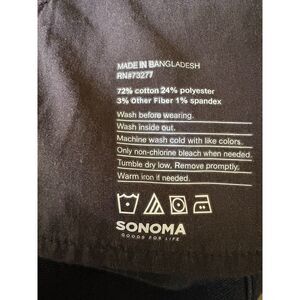 MADE IN BANGLADESH
RN#73277
72% cotton 24% polyester
3% Other Fiber 1% spandex
Wash before wearing.
Wash inside out.
Machine wash cold with like colors.
Only non-chlorine bleach when needed.
Tumble dry low, Remove promptly.
Warm iron if needed.
SONOMA
GOODS FOR LIFE